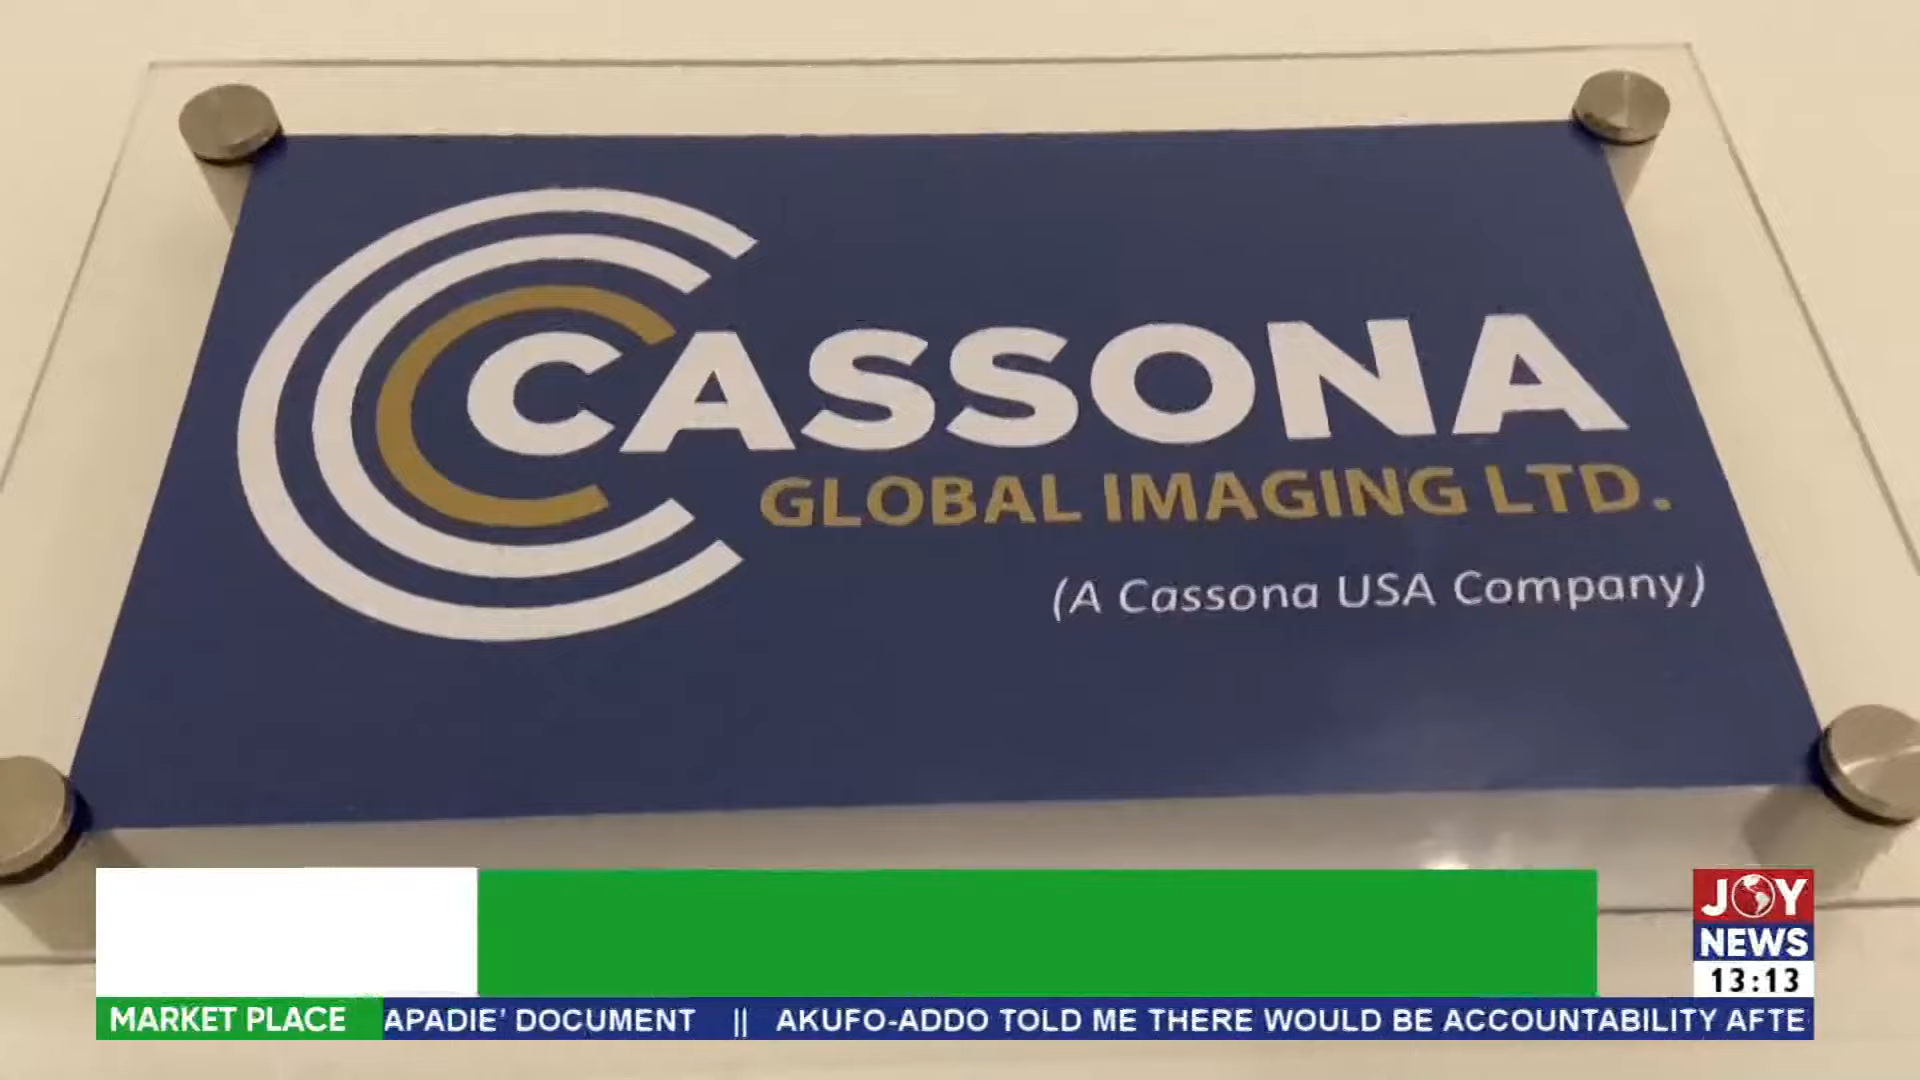 CASSONA
GLOBAL IMAGING LTD.
(A Cassona USA Company)
JOY
NEWS
13:13
MARKET PLACE
APADIE’ DOCUMENT || AKUFO-ADDO TOLD ME THERE WOULD BE ACCOUNTABILITY AFTE